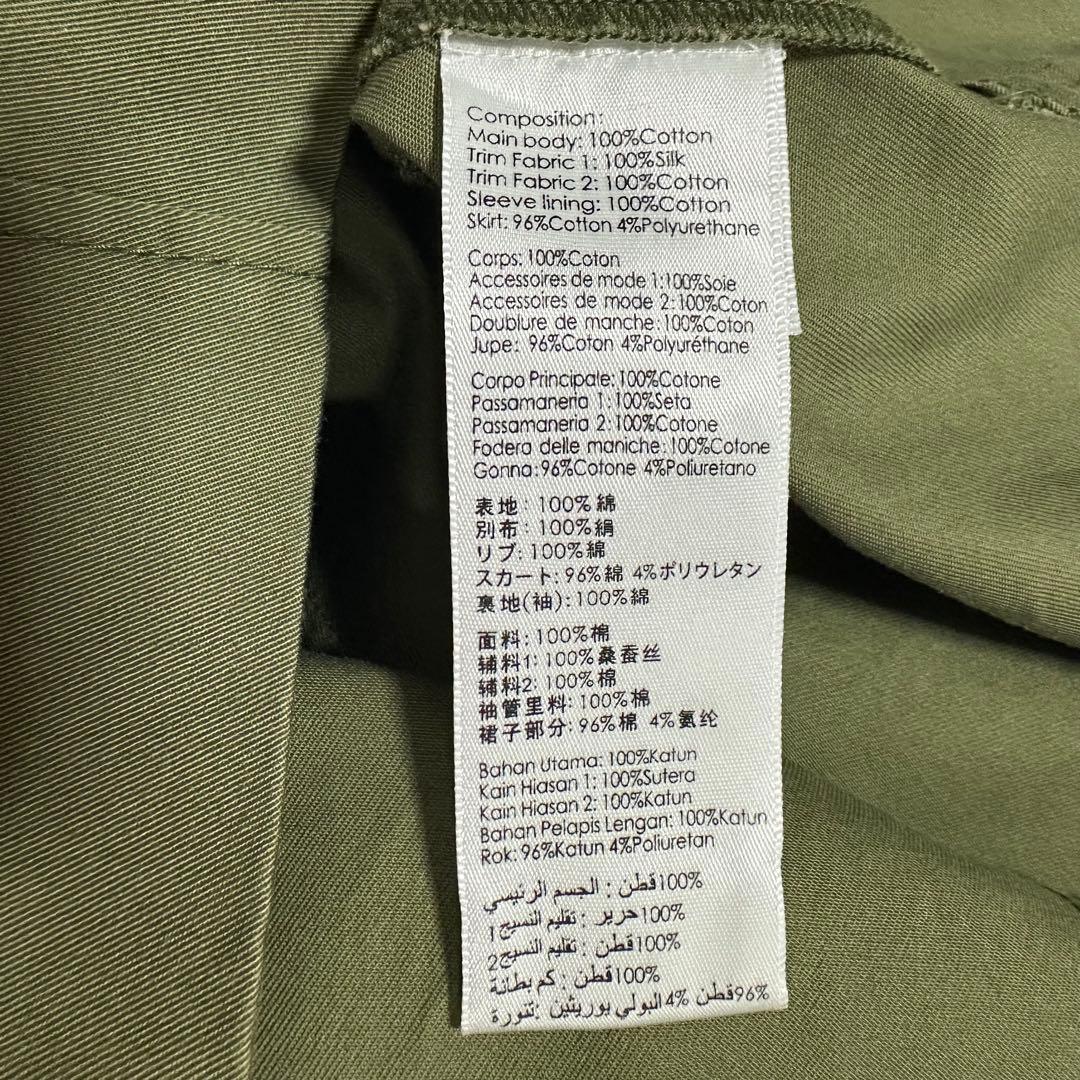 Composition:
Main body: 100%Cotton
Trim Fabric 1: 100%Silk
Trim Fabric 2: 100%Cotton
Sleeve lining: 100%Cotton
Skirt: 96%Cotton 4%Polyurethane
Corps: 100%Coton
Accessoires de mode 1:100%Soie
Accessoires de mode 2:100%Coton
Doublure de manche:100%Coton
Jupe: 96%Coton 4%Polyuréthane
Corpo Principale:100%Cotone
Passamaneria 1:100%Seta
Passamaneria 2:100%Cotone
Fodera delle maniche:100%Cotone
Gonna:96%Cotone 4%Poliuretano
表地: 100%綿
別布: 100%絹
リブ: 100%綿
スカート: 96%綿 4%ポリウレタン
裏地(袖):100%綿
面料:100%棉
辅料1: 100%桑蚕丝
辅料2: 100%棉
袖管里料: 100%棉
裙子部分: 96%棉 4%氨纶
Bahan Utama: 100%Katun
Kain Hiasan 1: 100%Sutera
Kain Hiasan 2: 100%Katun
Bahan Pelapis Lengan: 100%Katun
Rok: 96%Katun 4%Poliuretan
100%قطن : الجسم الرئيسي
100%حرير : تقليم النسيج1
100%قطن : تقليم النسيج2
100%قطن : كم بطانة
96%قطن 4%البولي يوريثين: تنورة